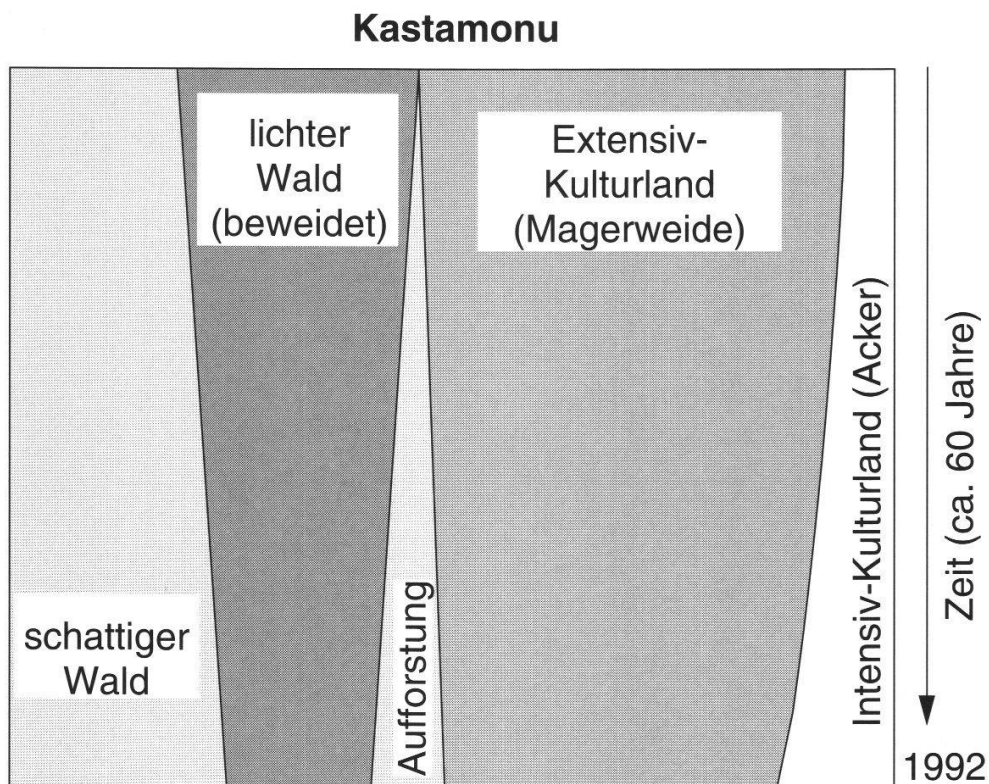 Kastamonu
lichter
Wald
(beweidet)
Extensiv-
Kulturland
(Magerweide)
schattiger
Wald
Aufforstung
Intensiv-Kulturland (Acker)
Zeit (ca. 60 Jahre)
1992